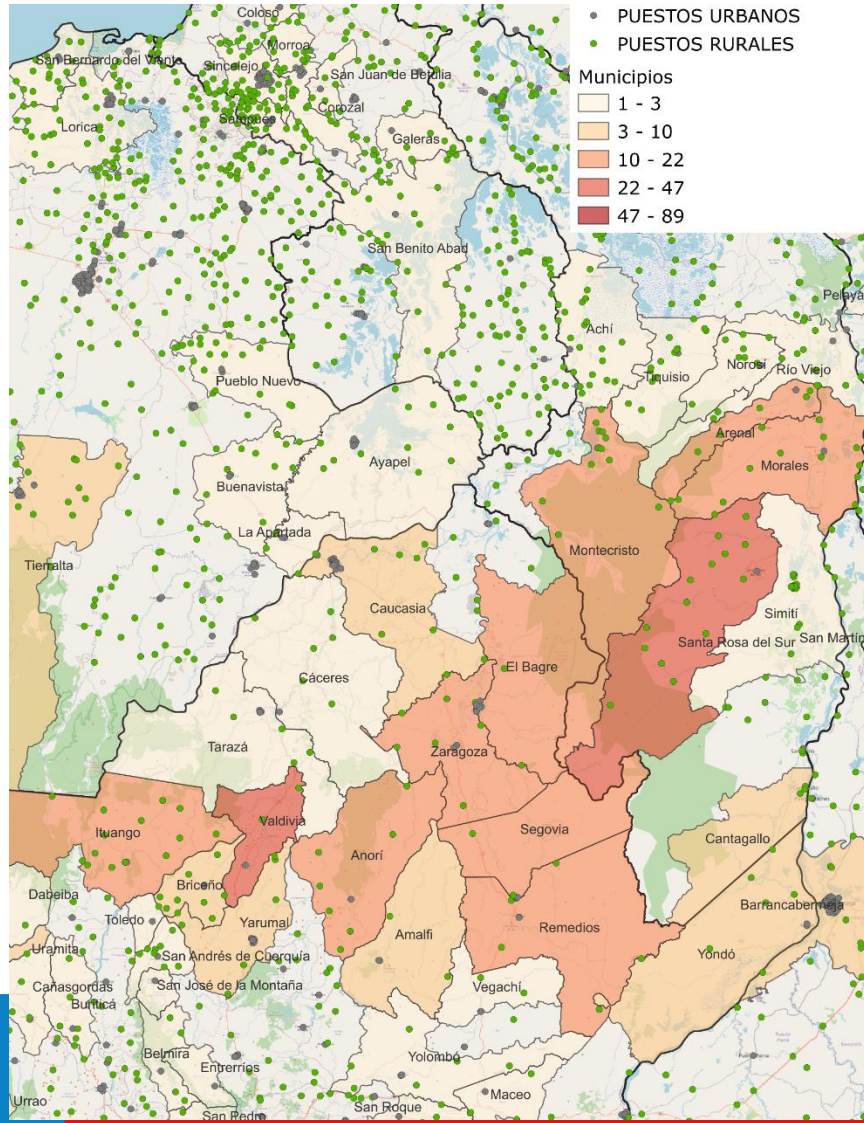 PUESTOS URBANOS
PUESTOS RURALES
Municipios
1 - 3
3 - 10
10 - 22
22 - 47
47 - 89
Coloso
Morroa
San Bernardo del Viento
Sincelejo
San Juan de Betulia
Corozal
Lorica
Sampués
Galeras
San Benito Abad
Achí
Pelaya
Pueblo Nuevo
Tiquisio
Norosí
Río Viejo
Arenal
Ayapel
Morales
Buenavista
La Apartada
Montecristo
Tierralta
Caucasia
Simití
Santa Rosa del Sur
San Martín
El Bagre
Cáceres
Tarazá
Zaragoza
Valdivia
Segovia
Ituango
Cantagallo
Anorí
Briceño
Dabeiba
Barrancabermeja
Toledo
Yarumal
Remedios
Amalfi
Uramita
San Andrés de Cuerquía
Yondó
Cañasgordas
San José de la Montaña
Vegachí
Buriticá
Belmira
Yolombó
Entrerrios
Maceo
Urrao
San Roque
San Pedro